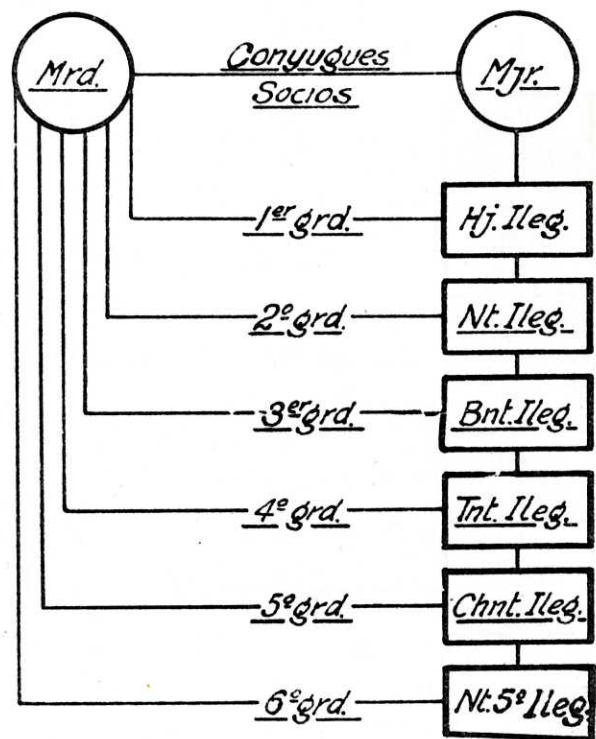 Mrd.
Conyugues
Socios
Mjr.
1er grd.
Hj. Ileg.
2º grd.
Nt. Ileg.
3er grd.
Bnt. Ileg.
4º grd.
Tnt. Ileg.
5º grd.
Chnt. Ileg.
6º grd.
Nt. 5º Ileg.